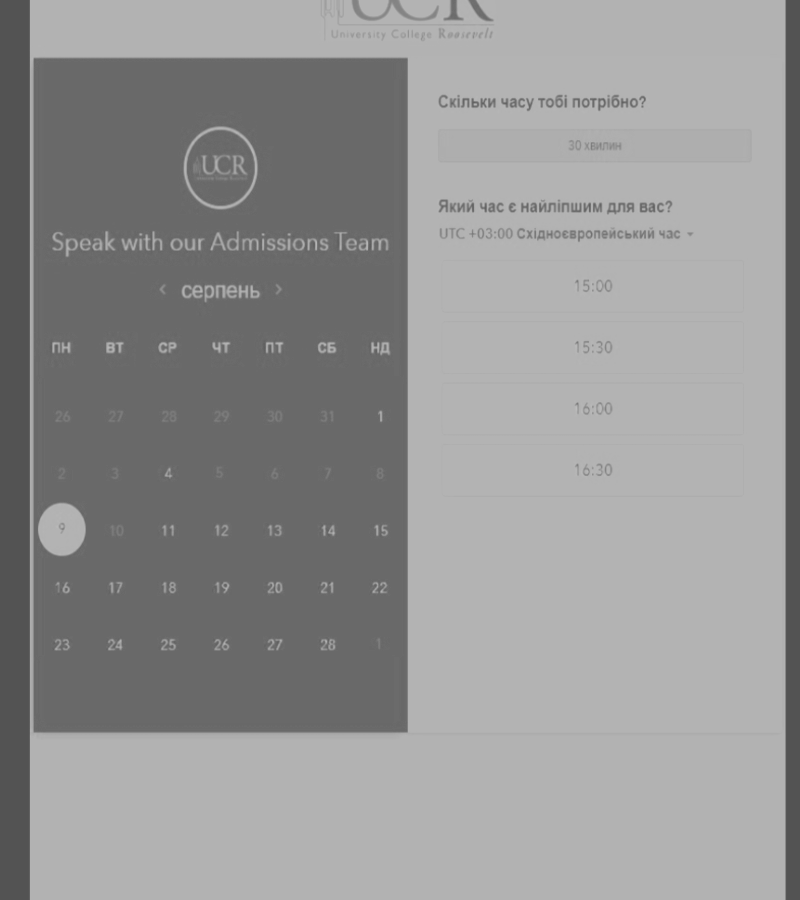 UCR
University College Roosevelt
UCR
Speak with our Admissions Team
< серпень >
ПН ВТ СР ЧТ ПТ СБ НД
26 27 28 29 30 31 1
2 3 4 5 6 7 8
9 10 11 12 13 14 15
16 17 18 19 20 21 22
23 24 25 26 27 28 1
Скільки часу тобі потрібно?
30 хвилин
Який час є найліпшим для вас?
UTC +03:00 Східноєвропейський час
15:00
15:30
16:00
16:30